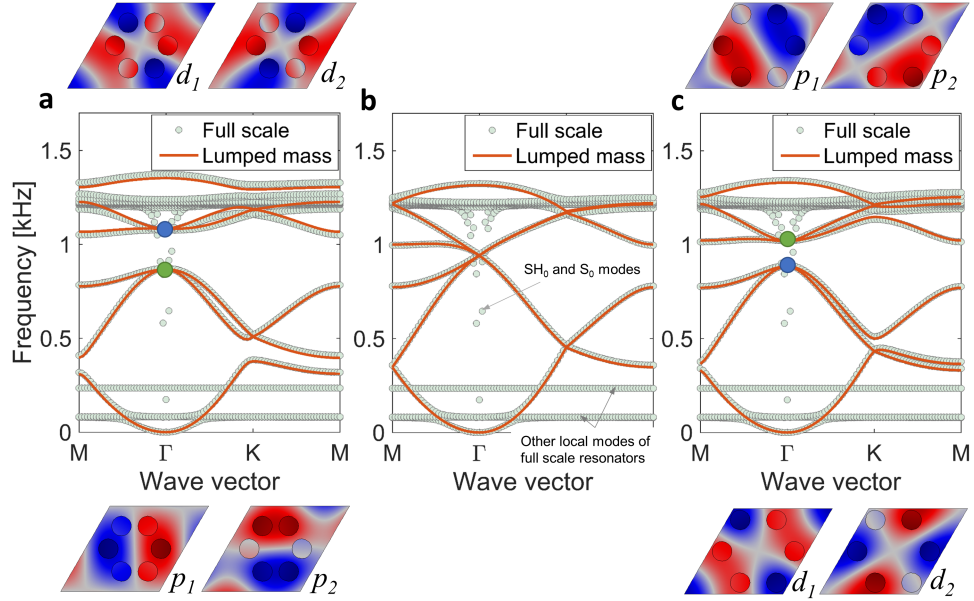 d1
d2
p1
p2
a
b
c
Full scale
Lumped mass
Full scale
Lumped mass
Full scale
Lumped mass
Frequency [kHz]
1.5
1
0.5
0
1.5
1
0.5
0
1.5
1
0.5
0
SH0 and S0 modes
Other local modes of
full scale resonators
M Γ K M
M Γ K M
M Γ K M
Wave vector
Wave vector
Wave vector
p1
p2
d1
d2